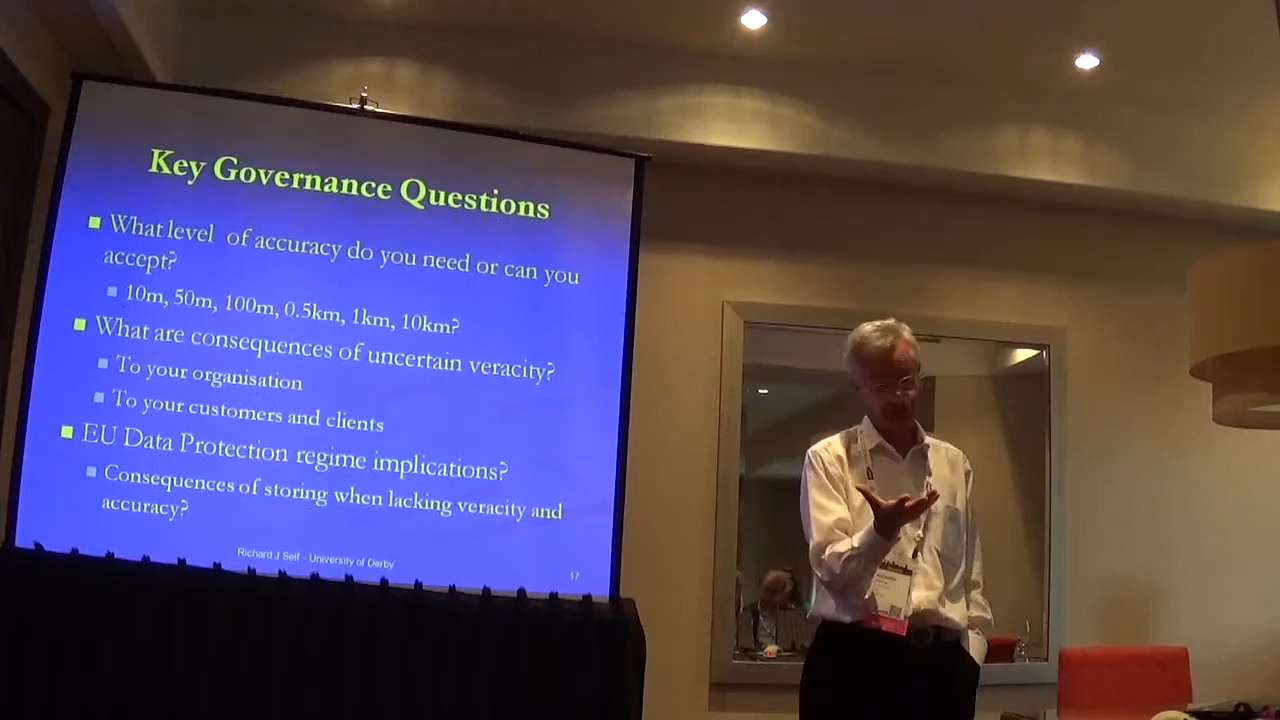 Key Governance Questions
What level of accuracy do you need or can you
accept?
10m, 50m, 100m, 0.5km, 1km, 10km?
What are consequences of uncertain veracity?
To your organisation
To your customers and clients
EU Data Protection regime implications?
Consequences of storing when lacking veracity and
accuracy?
Richard J Self - University of Derby
17